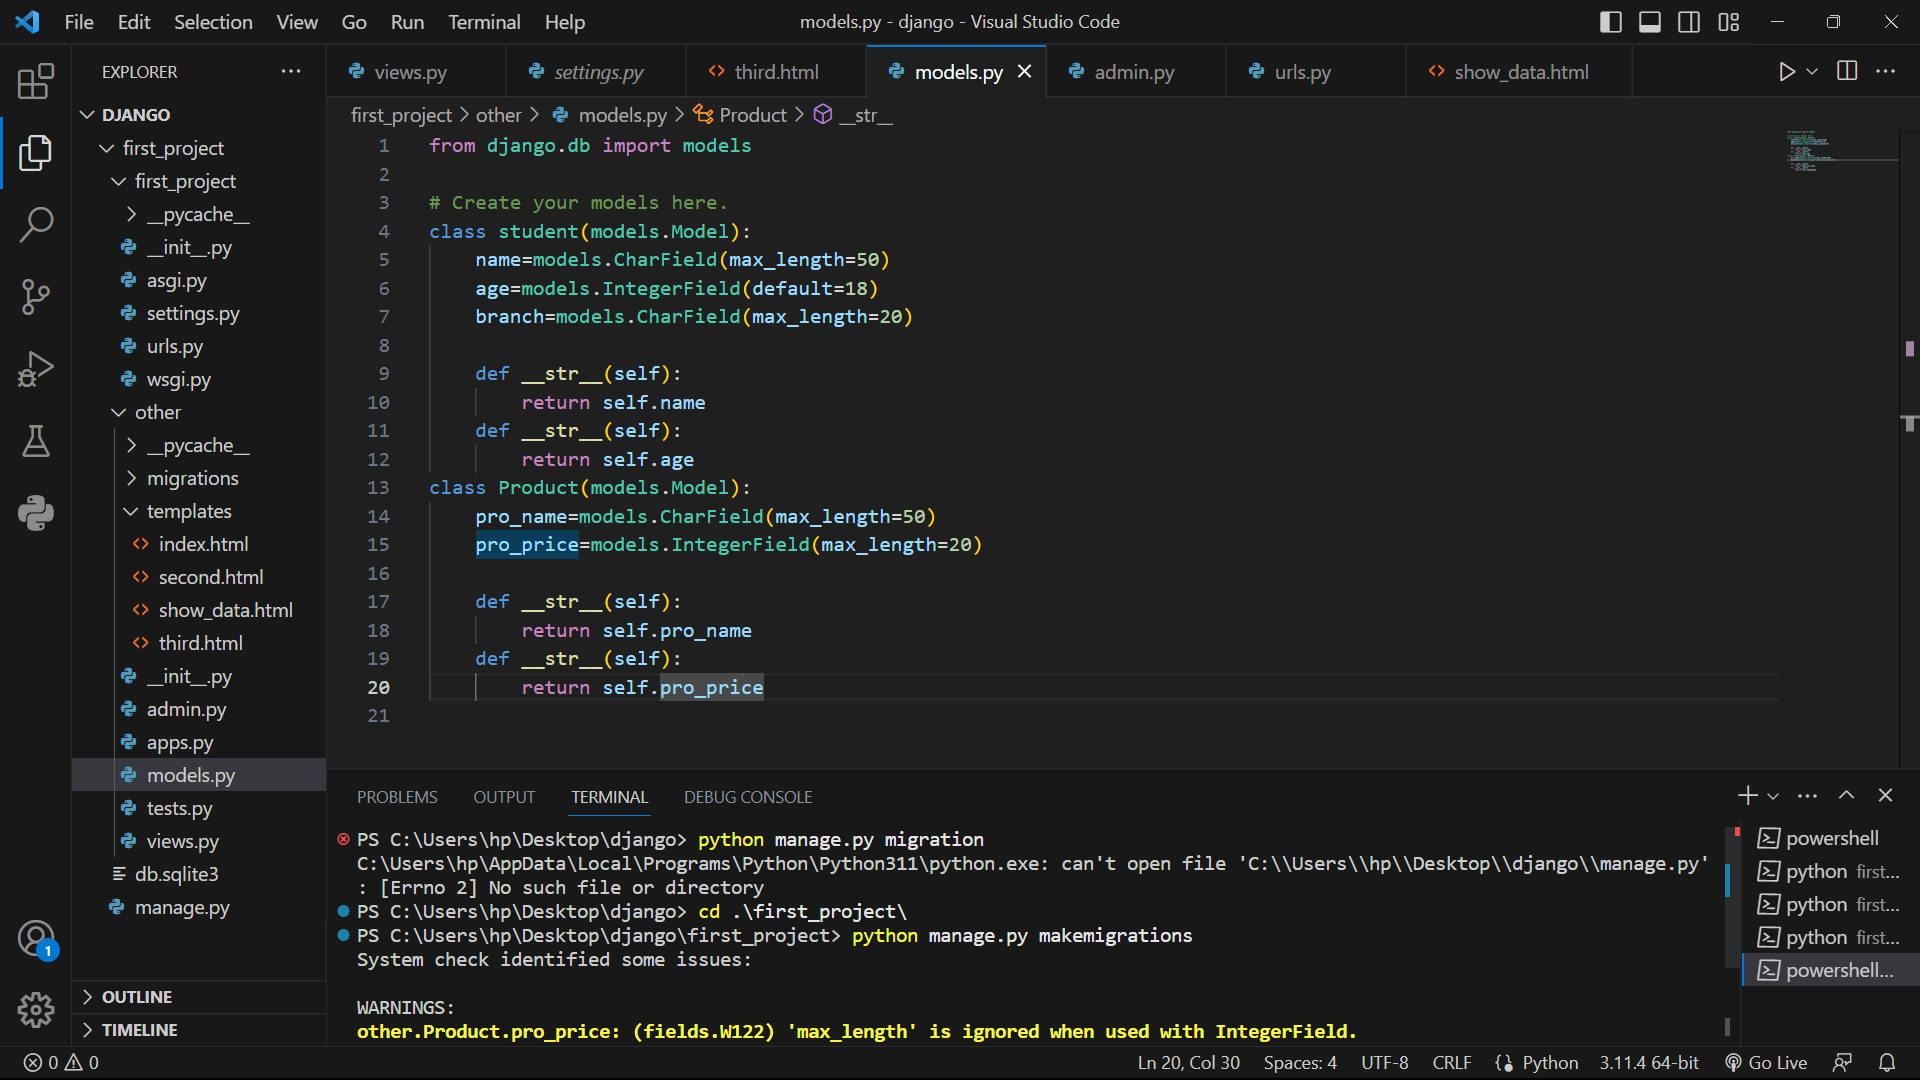 File Edit Selection View Go Run Terminal Help
models.py - django - Visual Studio Code
EXPLORER
DJANGO
first_project
first_project
__pycache__
__init__.py
asgi.py
settings.py
urls.py
wsgi.py
other
__pycache__
migrations
templates
index.html
second.html
show_data.html
third.html
__init__.py
admin.py
apps.py
models.py
tests.py
views.py
db.sqlite3
manage.py
OUTLINE
TIMELINE
1
views.py settings.py third.html models.py admin.py urls.py show_data.html
first_project > other > models.py > Product > __str__
1 from django.db import models
2
3 # Create your models here.
4 class student(models.Model):
5     name=models.CharField(max_length=50)
6     age=models.IntegerField(default=18)
7     branch=models.CharField(max_length=20)
8
9     def __str__(self):
10         return self.name
11     def __str__(self):
12         return self.age
13 class Product(models.Model):
14     pro_name=models.CharField(max_length=50)
15     pro_price=models.IntegerField(max_length=20)
16
17     def __str__(self):
18         return self.pro_name
19     def __str__(self):
20         return self.pro_price
21
PROBLEMS OUTPUT TERMINAL DEBUG CONSOLE
PS C:\Users\hp\Desktop\django> python manage.py migration
C:\Users\hp\AppData\Local\Programs\Python\Python311\python.exe: can't open file 'C:\\Users\\hp\\Desktop\\django\\manage.py'
: [Errno 2] No such file or directory
PS C:\Users\hp\Desktop\django> cd .\first_project\
PS C:\Users\hp\Desktop\django\first_project> python manage.py makemigrations
System check identified some issues:

WARNINGS:
other.Product.pro_price: (fields.W122) 'max_length' is ignored when used with IntegerField.
powershell
python first...
python first...
python first...
powershell...
0 0
Ln 20, Col 30 Spaces: 4 UTF-8 CRLF Python 3.11.4 64-bit Go Live